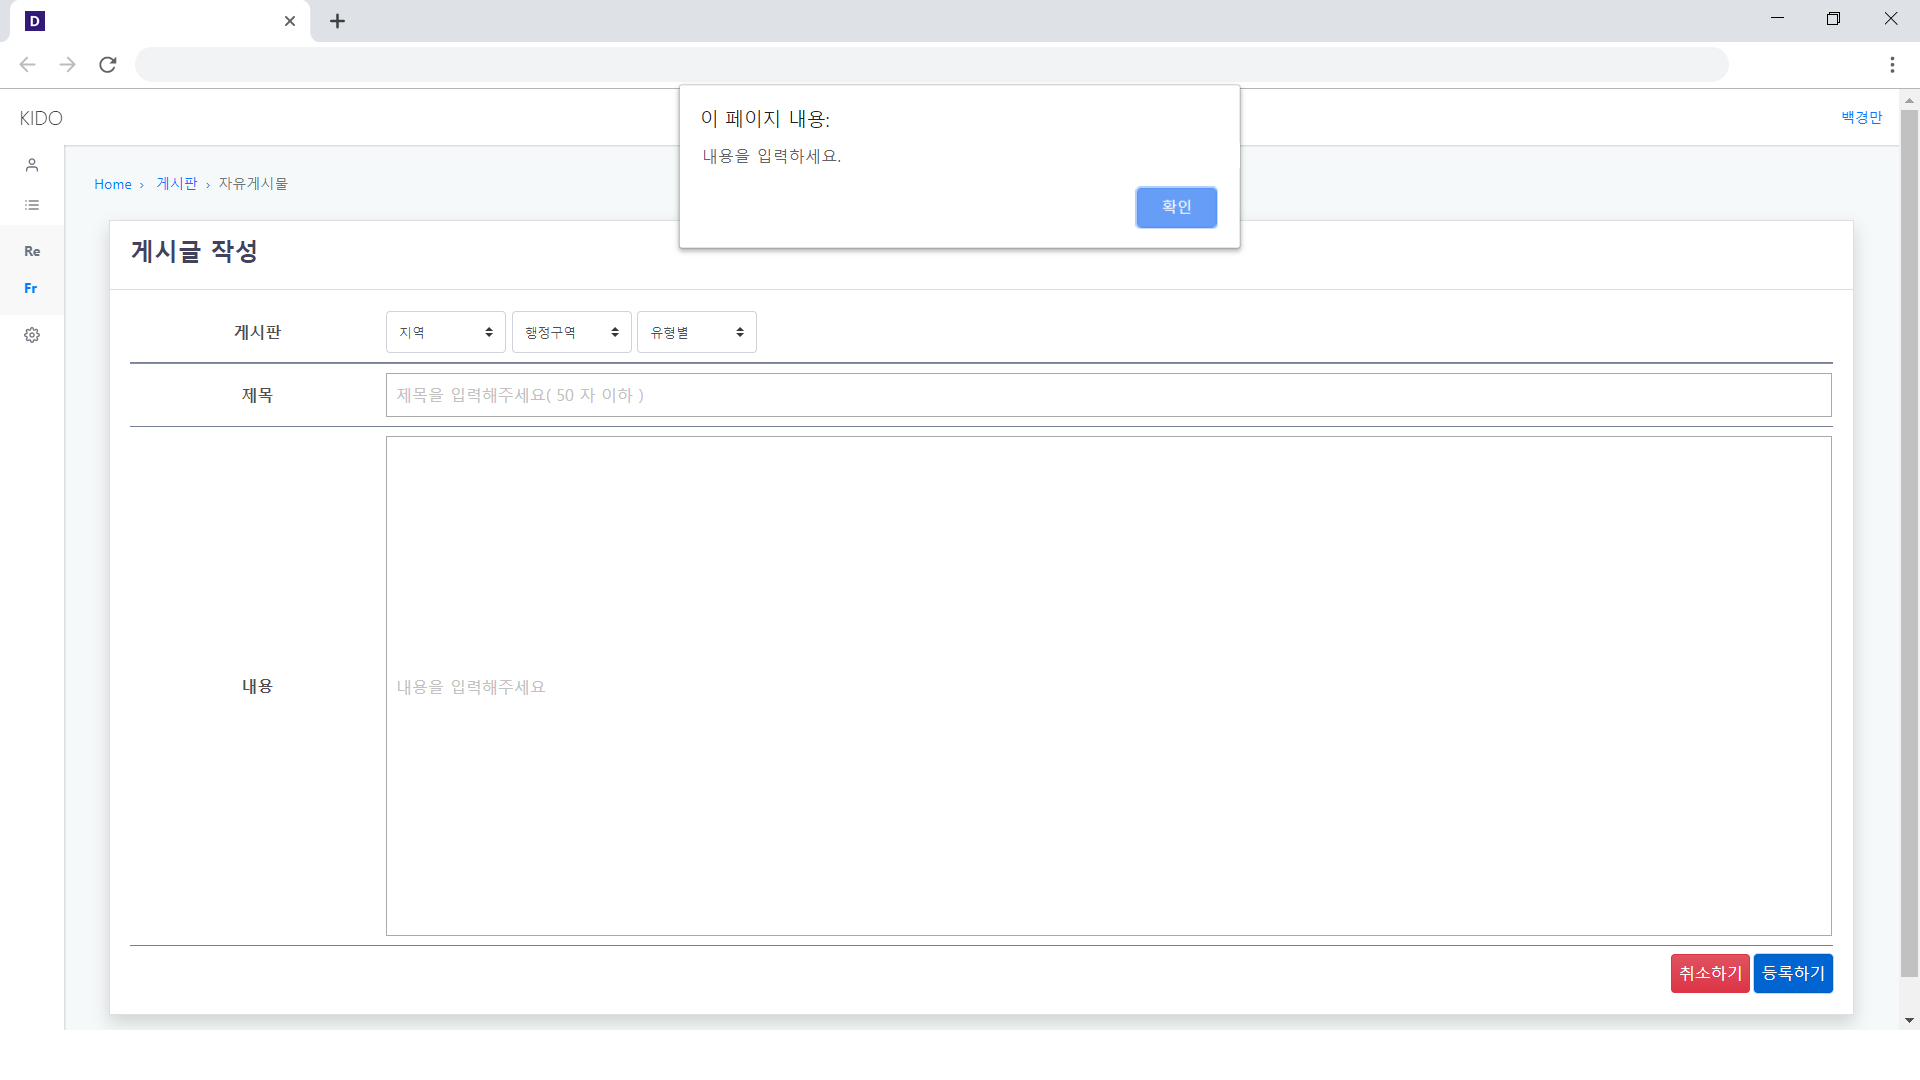 D
KIDO
이 페이지 내용:
내용을 입력하세요.
확인
백경만
Home › 게시판 › 자유게시물
Re
Fr
게시글 작성
게시판 지역 행정구역 유형별
제목 제목을 입력해주세요( 50 자 이하 )
내용 내용을 입력해주세요
취소하기 등록하기